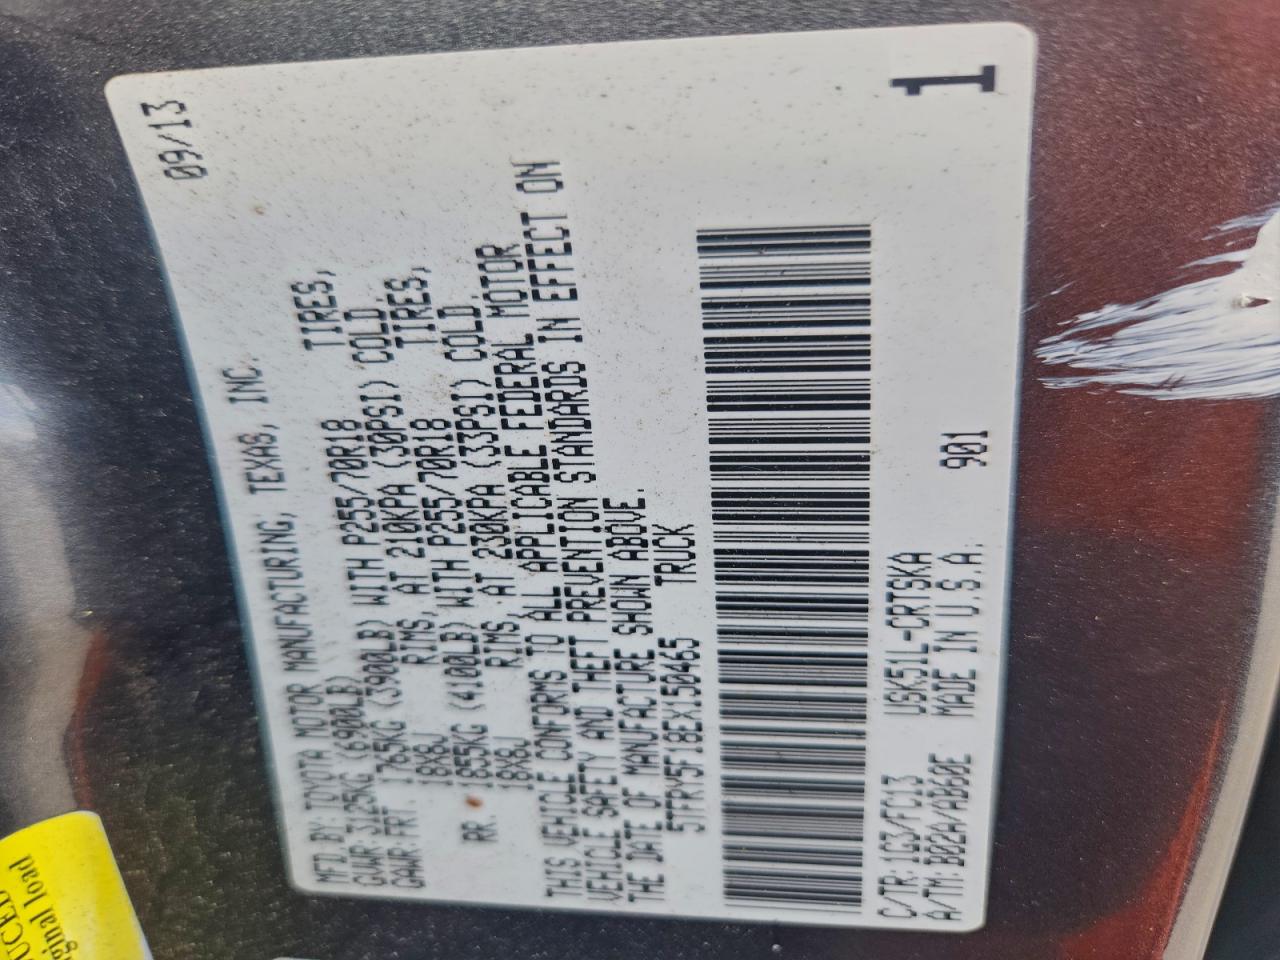 MFD. BY: TOYOTA MOTOR MANUFACTURING, TEXAS, INC. 09/13
GVWR: 3125KG (6900LB)
GAWR: FRT. 1765KG (3900LB) WITH P255/70R18 TIRES,
18X8J RIMS, AT 210KPA (30PSI) COLD.
RR. 1855KG (4100LB) WITH P255/70R18 TIRES,
18X8J RIMS, AT 230KPA (33PSI) COLD.
THIS VEHICLE CONFORMS TO ALL APPLICABLE FEDERAL MOTOR
VEHICLE SAFETY AND THEFT PREVENTION STANDARDS IN EFFECT ON
THE DATE OF MANUFACTURE SHOWN ABOVE.
5TFRY5F18EX150465 TRUCK
C/TR: 1G3/FC13 USK51L-CRTSKA
A/TM: B02A/AB60E MADE IN U.S.A. 901 1
UCED
ginal load